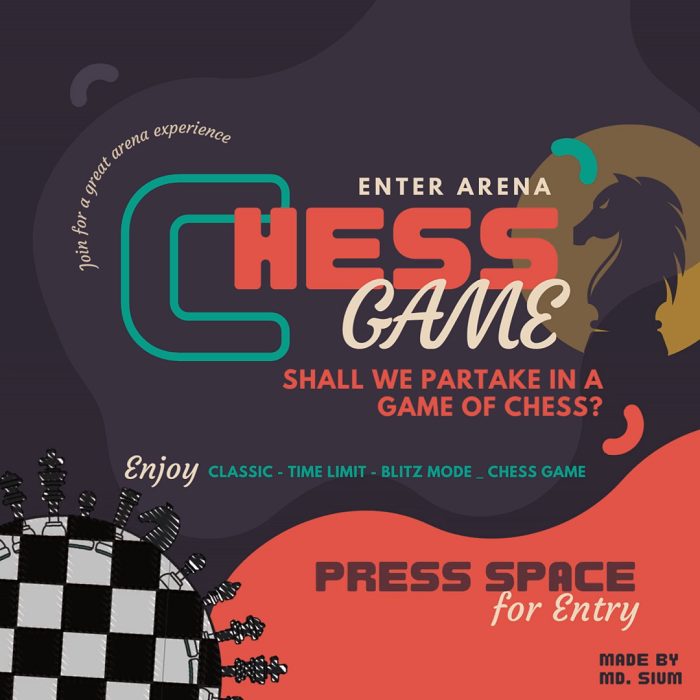 Join for a great arena experience
ENTER ARENA
CHESS
GAME
SHALL WE PARTAKE IN A
GAME OF CHESS?
Enjoy CLASSIC - TIME LIMIT - BLITZ MODE _ CHESS GAME
PRESS SPACE
for Entry
MADE BY
MD. SIUM